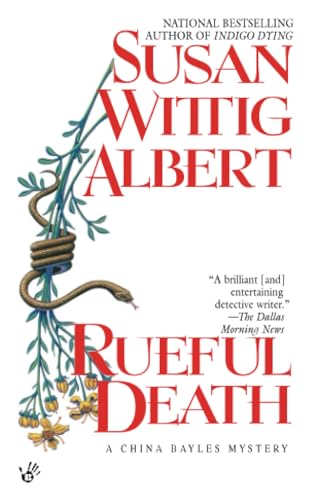 NATIONAL BESTSELLING
AUTHOR OF INDIGO DYING
SUSAN
WITTIG
ALBERT
"A brilliant [and]
entertaining
detective writer."
—The Dallas
Morning News
RUEFUL
DEATH
A CHINA BAYLES MYSTERY